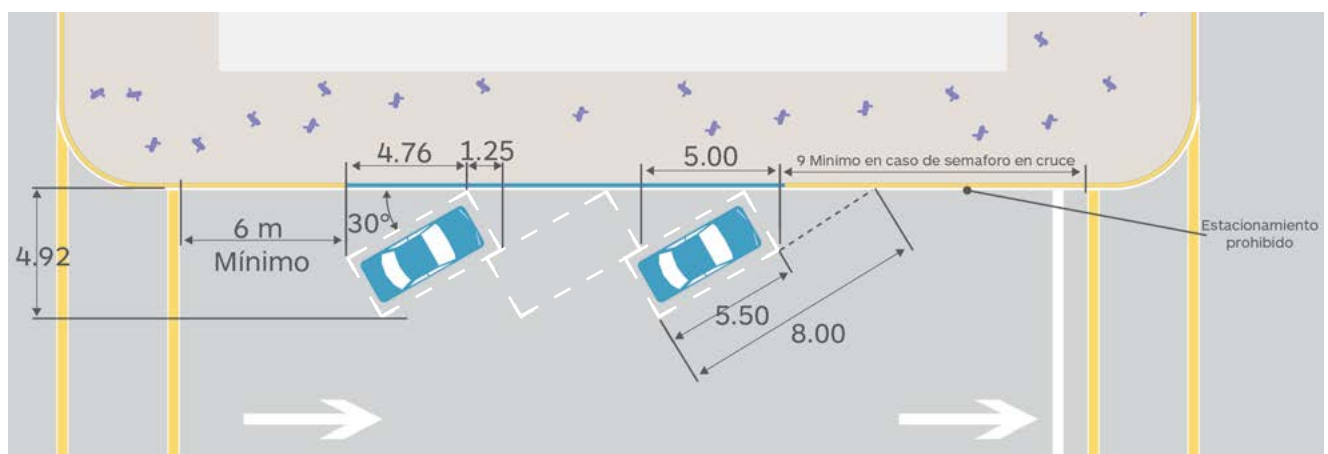 4.76
1.25
5.00
9 Minimo en caso de semaforo en cruce
30°
6 m
Mínimo
4.92
Estacionamiento
prohibido
5.50
8.00